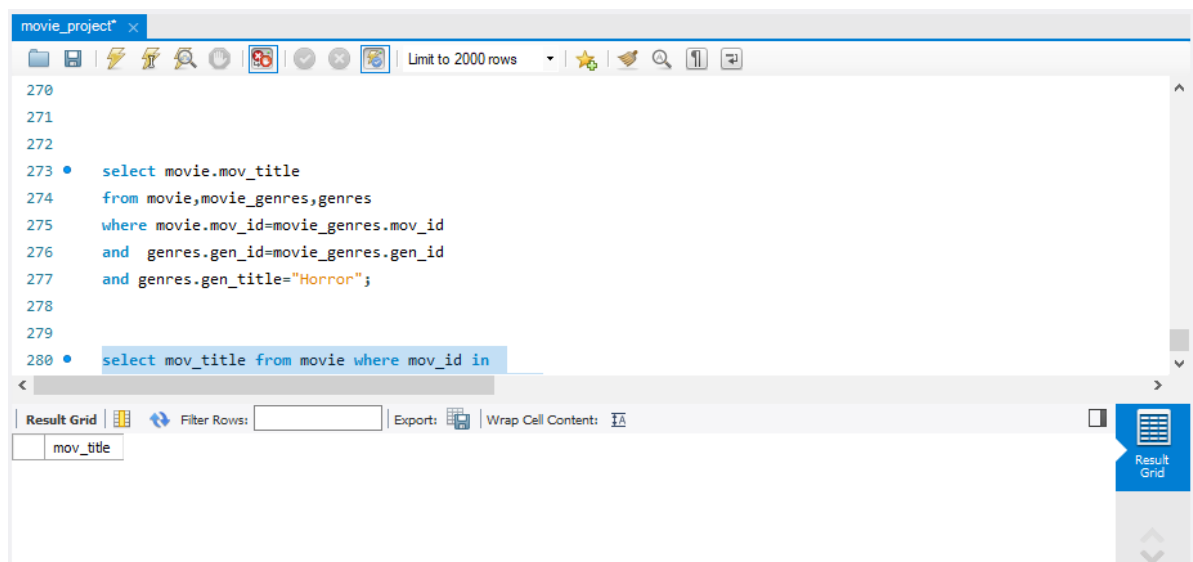 movie_project* ×
Limit to 2000 rows
270
271
272
273 select movie.mov_title
274 from movie,movie_genres,genres
275 where movie.mov_id=movie_genres.mov_id
276 and  genres.gen_id=movie_genres.gen_id
277 and genres.gen_title="Horror";
278
279
280 select mov_title from movie where mov_id in
Result Grid Filter Rows: Export: Wrap Cell Content: IA
mov_title
Result
Grid